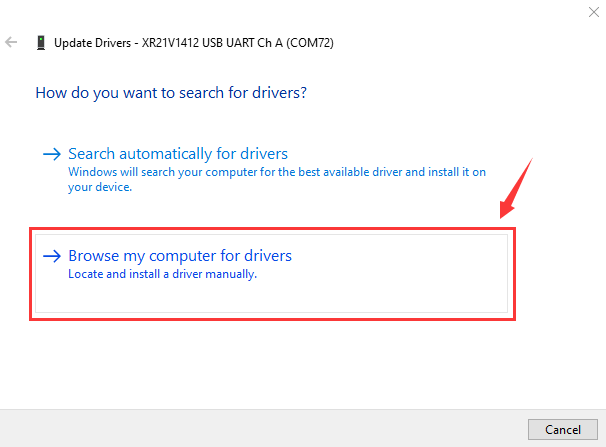 Update Drivers - XR21V1412 USB UART Ch A (COM72)
How do you want to search for drivers?
Search automatically for drivers
Windows will search your computer for the best available driver and install it on
your device.
Browse my computer for drivers
Locate and install a driver manually.
Cancel